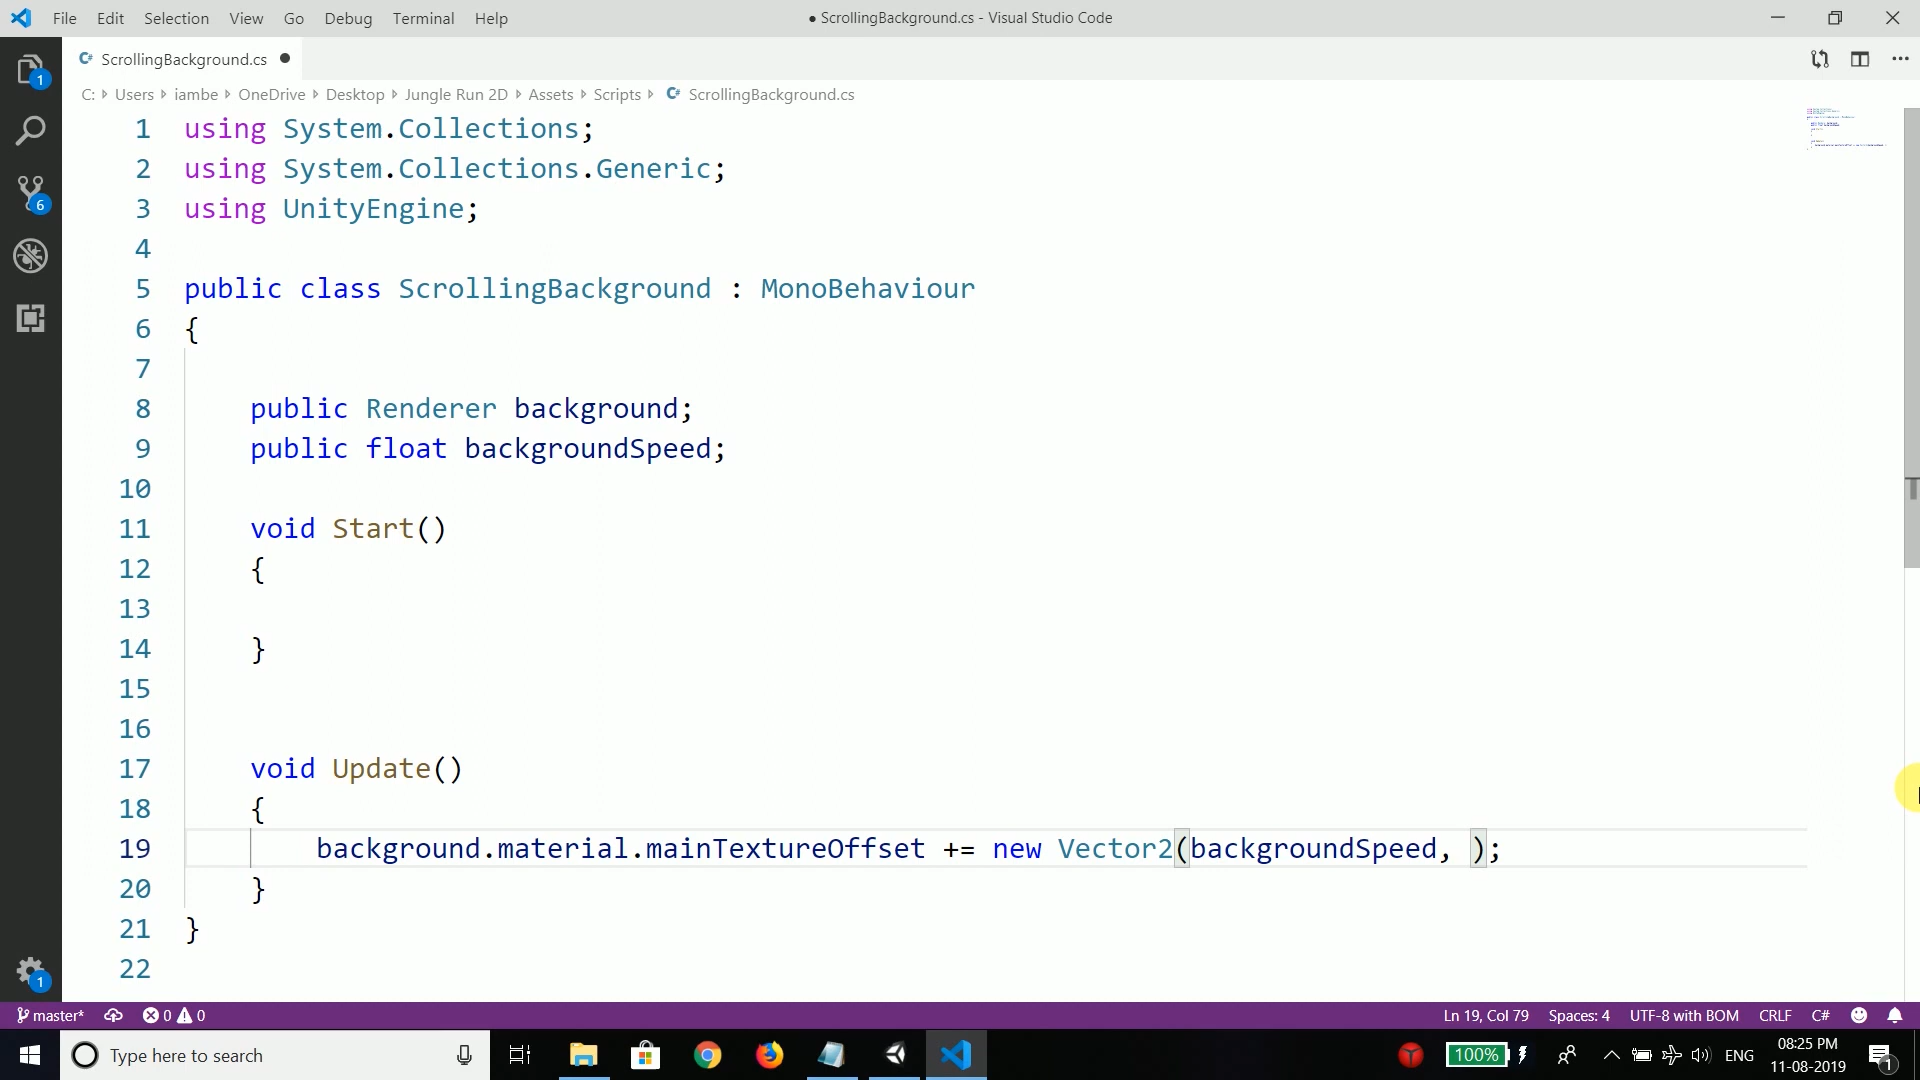 File Edit Selection View Go Debug Terminal Help
● ScrollingBackground.cs - Visual Studio Code
ScrollingBackground.cs ●
C: Users iambe OneDrive Desktop Jungle Run 2D Assets Scripts ScrollingBackground.cs
1 using System.Collections;
2 using System.Collections.Generic;
3 using UnityEngine;
4
5 public class ScrollingBackground : MonoBehaviour
6 {
7
8 public Renderer background;
9 public float backgroundSpeed;
10
11 void Start()
12 {
13
14 }
15
16
17 void Update()
18 {
19 background.material.mainTextureOffset += new Vector2(backgroundSpeed, );
20 }
21 }
22
1
6
1
master* 0 0 Ln 19, Col 79 Spaces: 4 UTF-8 with BOM CRLF C#
Type here to search
100% ENG 08:25 PM
11-08-2019
1